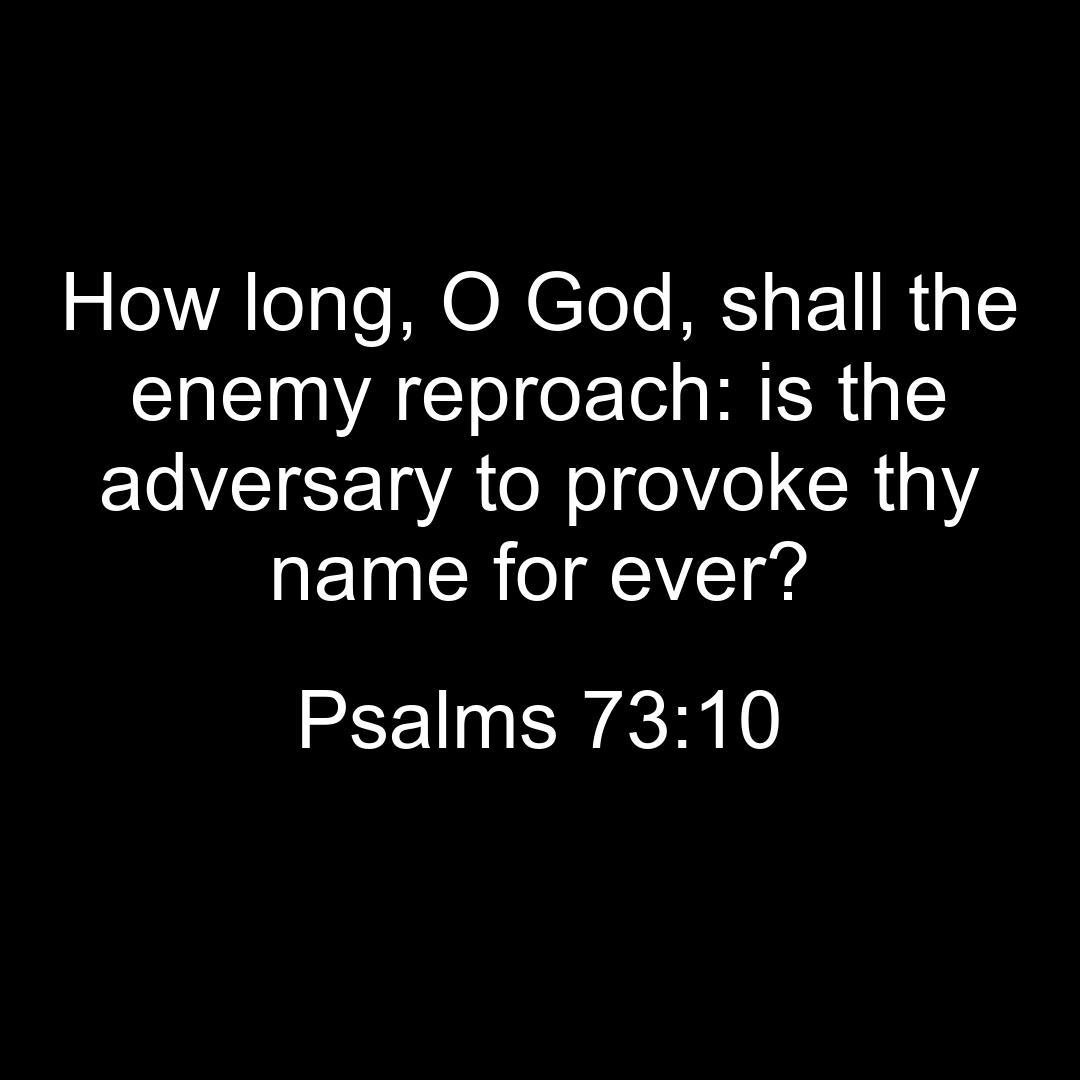 How long, O God, shall the
enemy reproach: is the
adversary to provoke thy
name for ever?
Psalms 73:10